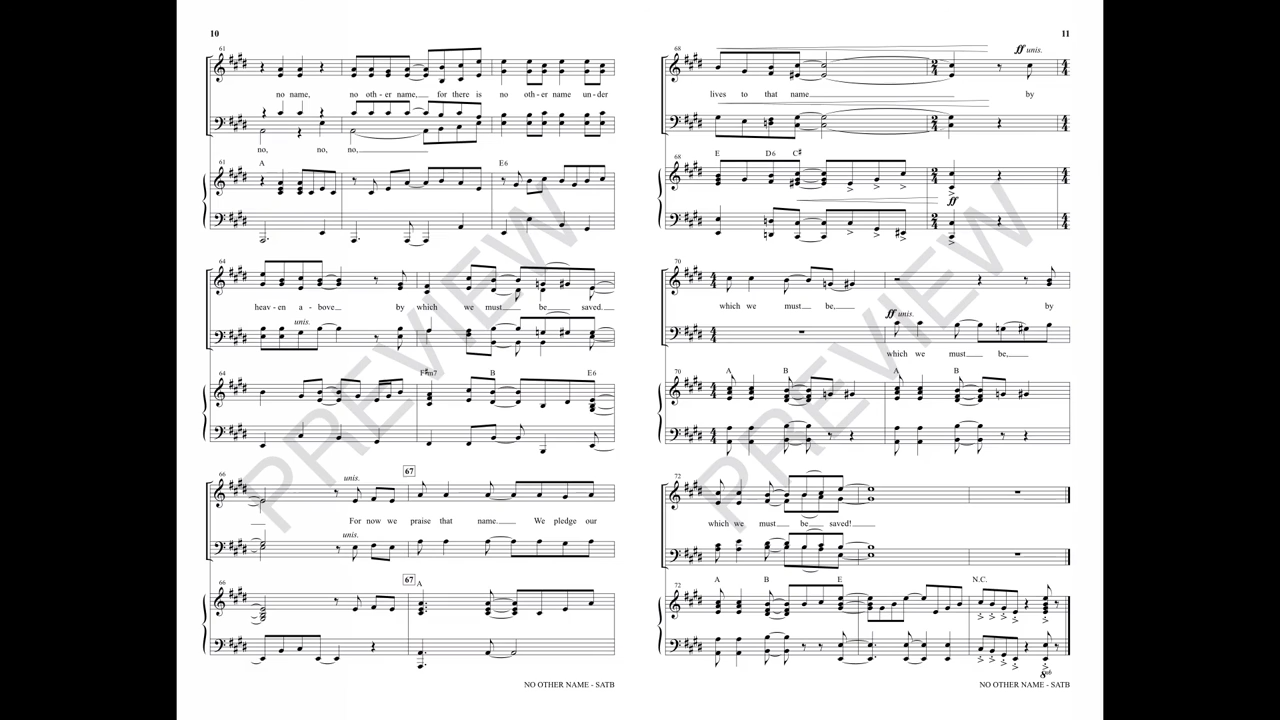 10
61
no name, no oth - er name, for there is no oth - er name un - der
no, no, no,
61
A E6
64
heav - en a - bove by which we must be saved.
unis.
64
F#m7 B E6
66 unis. 67
For now we praise that name. We pledge our
unis.
66 67
A
NO OTHER NAME - SATB
11
68 ff unis.
lives to that name by
68
E D6 C#
ff
70
which we must be, by
ff unis.
which we must be,
70
A B A B
72
which we must be saved!
72
A B E N.C.
8vb
NO OTHER NAME - SATB
PREVIEW
PREVIEW